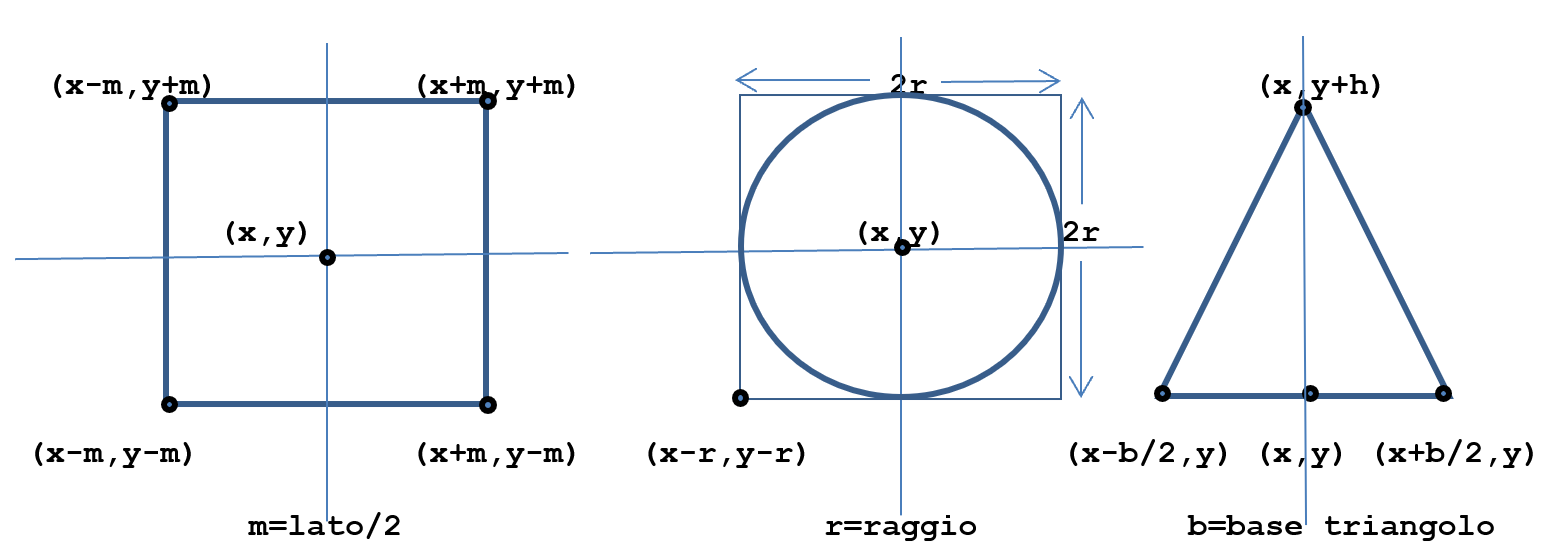 (x-m,y+m) (x+m,y+m) 2r (x,y+h)
(x,y) (x,y) 2r
(x-m,y-m) (x+m,y-m) (x-r,y-r) (x-b/2,y) (x,y) (x+b/2,y)
m=lato/2 r=raggio b=base triangolo